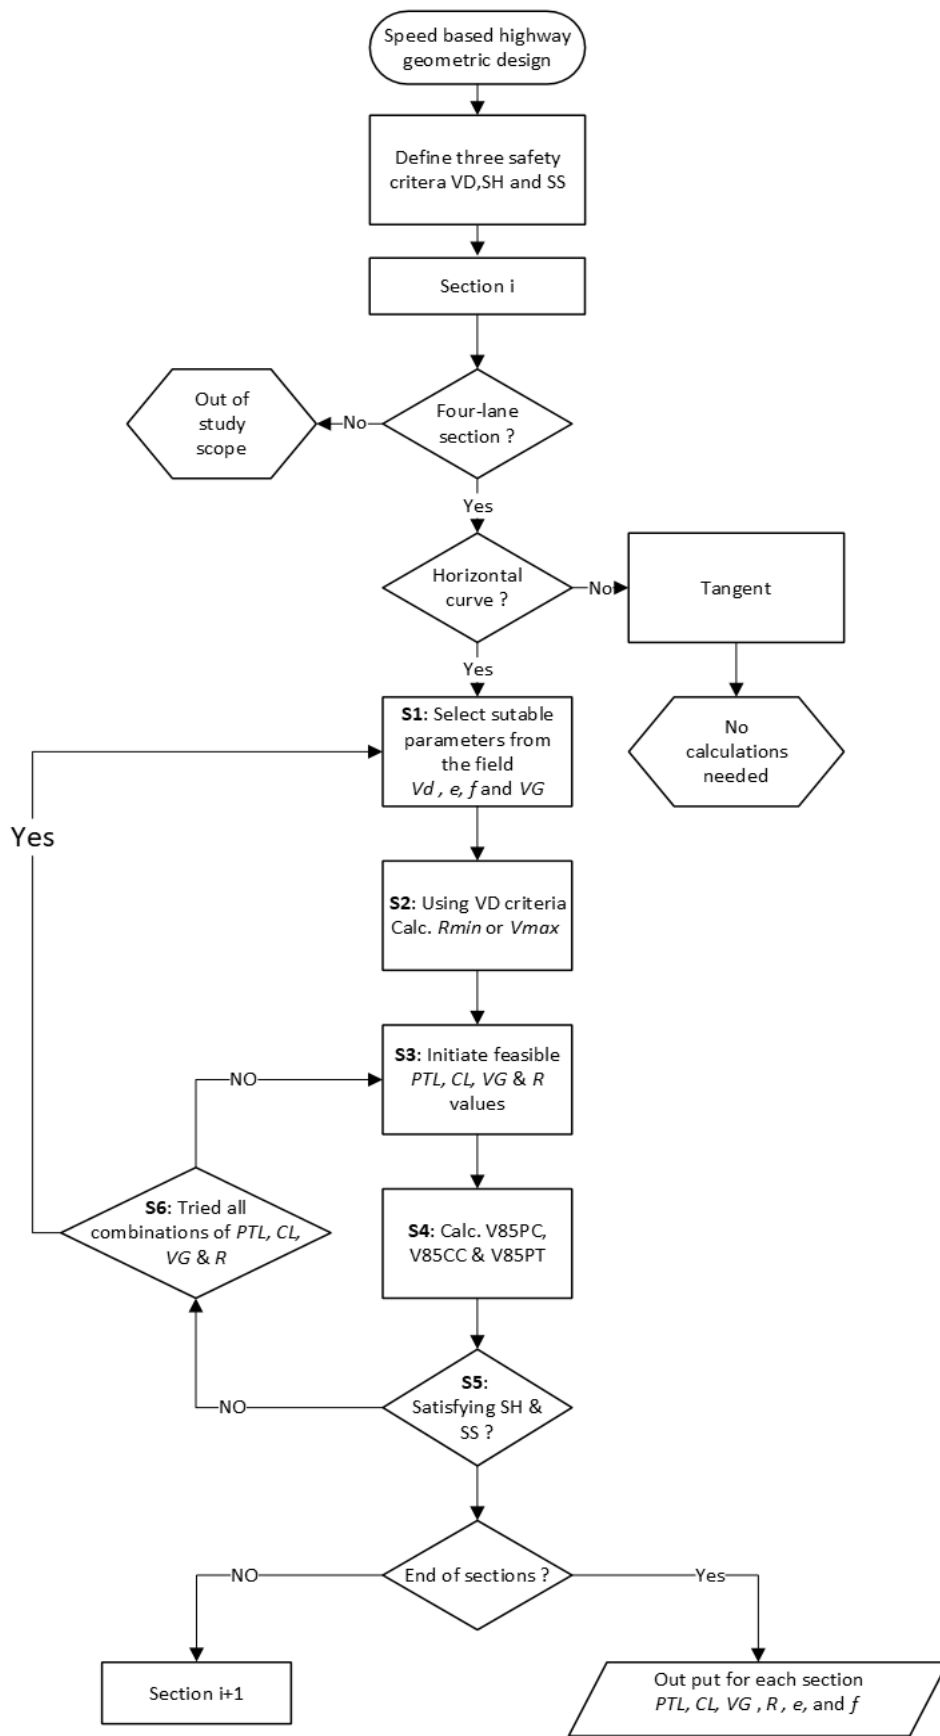 Speed based highway
geometric design
Define three safety
critera VD,SH and SS
Section i
Four-lane
section ?
No
Out of
study
scope
Yes
Horizontal
curve ?
No
Tangent
Yes
No
calculations
needed
S1: Select sutable
parameters from
the field
Vd , e, f and VG
Yes
S2: Using VD criteria
Calc. Rmin or Vmax
S3: Initiate feasible
PTL, CL, VG & R
values
NO
S6: Tried all
combinations of PTL, CL,
VG & R
S4: Calc. V85PC,
V85CC & V85PT
S5:
Satisfying SH &
SS ?
NO
End of sections ?
NO
Yes
Section i+1
Out put for each section
PTL, CL, VG , R , e, and f